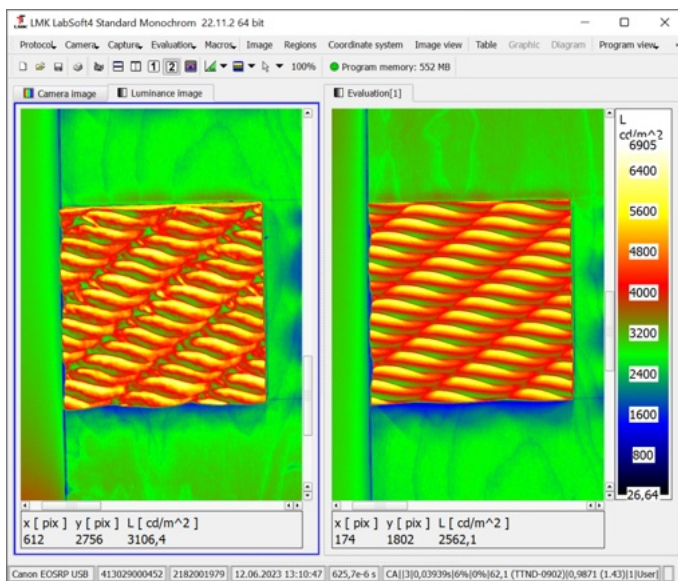 LMK LabSoft4 Standard Monochrom 22.11.2 64 bit
Protocol Camera Capture Evaluation Macros Image Regions Coordinate system Image view Table Graphic Diagram Program view
1 2 100% Program memory: 552 MB
Camera image Luminance image Evaluation[1]
L
cd/m^2
6905
6400
5600
4800
4000
3200
2400
1600
800
26,64
x [ pix ] y [ pix ] L [ cd/m^2 ]
612 2756 3106,4
x [ pix ] y [ pix ] L [ cd/m^2 ]
174 1802 2562,1
Canon EOSRP USB 413029000452 2182001979 12.06.2023 13:10:47 625,7e-6 s CA||3|0,03939s|6%|0%|62,1 (TTND-0902)|0,9871 (1.43)|1|User|